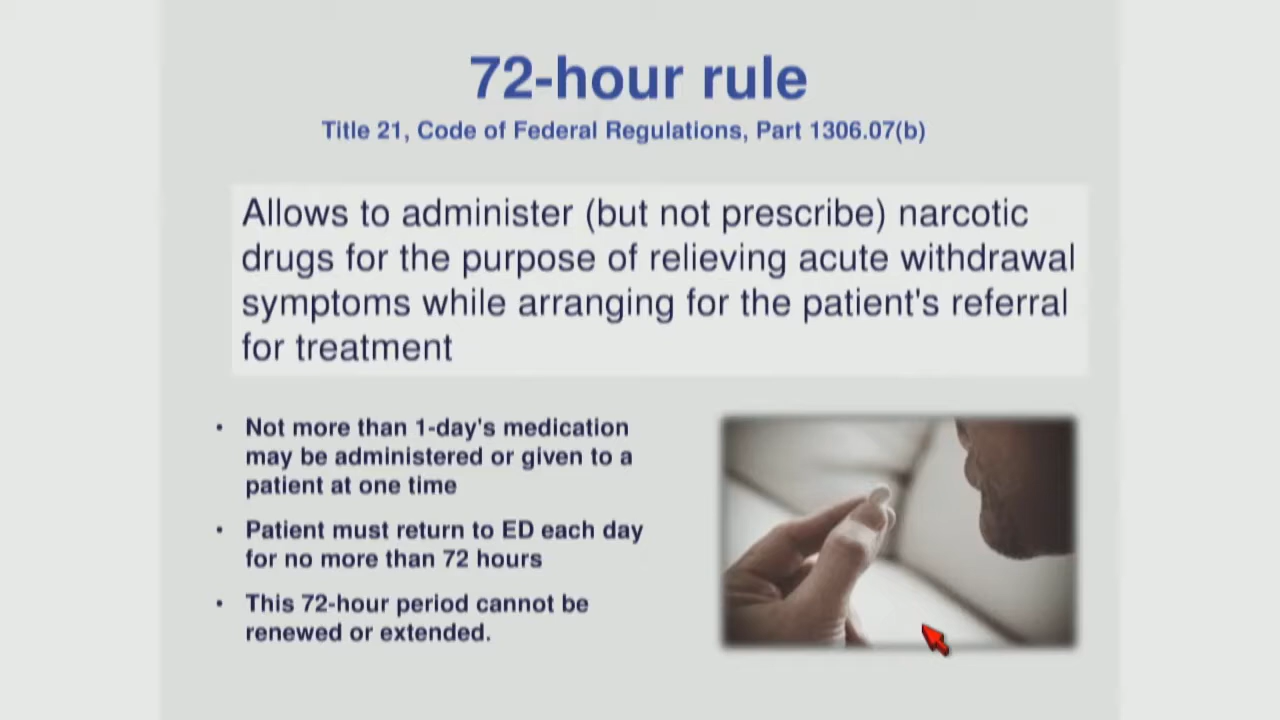 72-hour rule
Title 21, Code of Federal Regulations, Part 1306.07(b)
Allows to administer (but not prescribe) narcotic
drugs for the purpose of relieving acute withdrawal
symptoms while arranging for the patient's referral
for treatment
• Not more than 1-day's medication
may be administered or given to a
patient at one time
• Patient must return to ED each day
for no more than 72 hours
• This 72-hour period cannot be
renewed or extended.